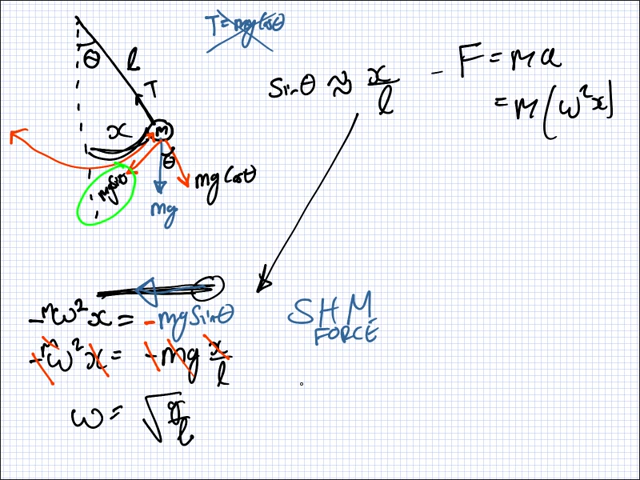 T = mg Cosθ
θ
l
T
x
M
θ
mg Sinθ
mg
mg Cosθ
Sinθ ≈ x/l
- F = ma
= m(ω²x)
-mω²x = -mg Sinθ
-mω²x = -mg x/l
ω = √g/l
SHM
FORCE